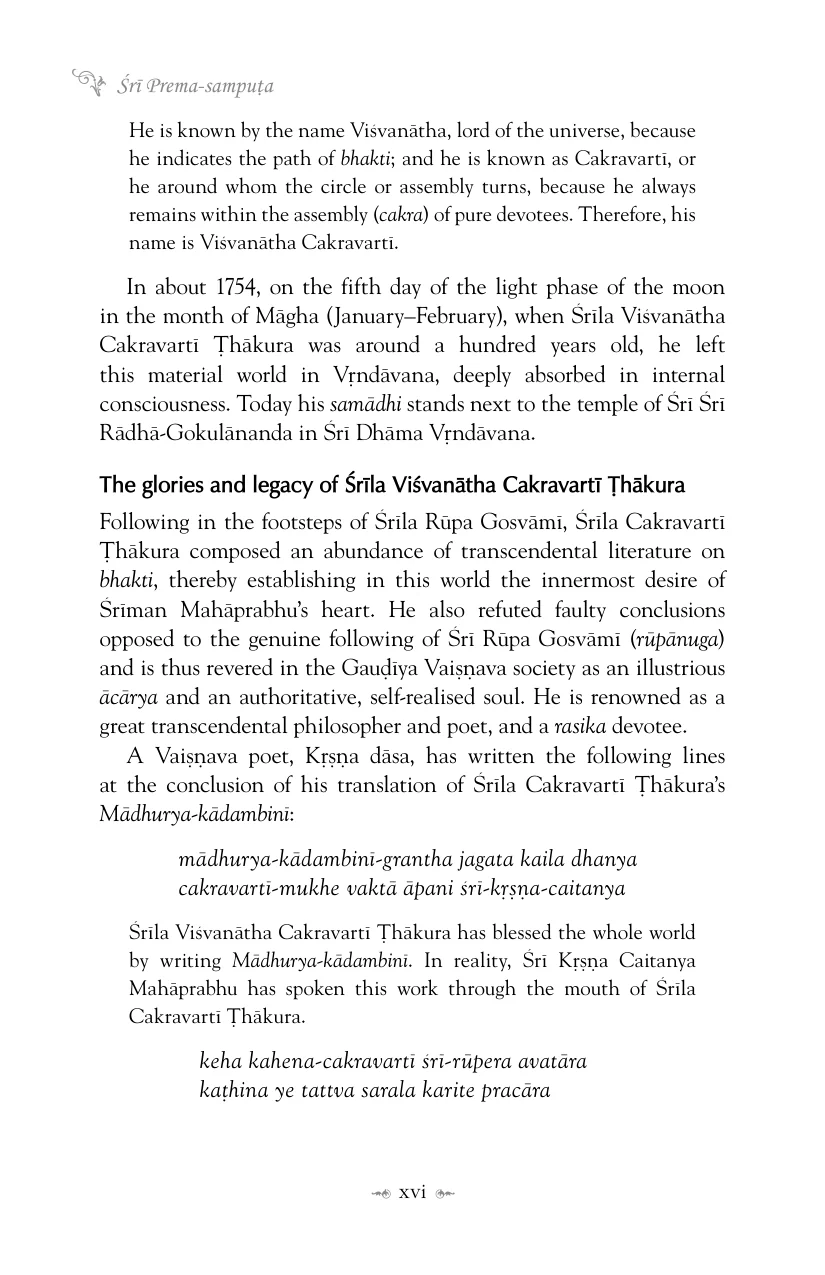 Śrī Prema-sampuṭa
He is known by the name Viśvanātha, lord of the universe, because
he indicates the path of bhakti; and he is known as Cakravartī, or
he around whom the circle or assembly turns, because he always
remains within the assembly (cakra) of pure devotees. Therefore, his
name is Viśvanātha Cakravartī.
In about 1754, on the fifth day of the light phase of the moon
in the month of Māgha (January–February), when Śrīla Viśvanātha
Cakravartī Ṭhākura was around a hundred years old, he left
this material world in Vṛndāvana, deeply absorbed in internal
consciousness. Today his samādhi stands next to the temple of Śrī Śrī
Rādhā-Gokulānanda in Śrī Dhāma Vṛndāvana.
The glories and legacy of Śrīla Viśvanātha Cakravartī Ṭhākura
Following in the footsteps of Śrīla Rūpa Gosvāmī, Śrīla Cakravartī
Ṭhākura composed an abundance of transcendental literature on
bhakti, thereby establishing in this world the innermost desire of
Śrīman Mahāprabhu’s heart. He also refuted faulty conclusions
opposed to the genuine following of Śrī Rūpa Gosvāmī (rūpānuga)
and is thus revered in the Gauḍīya Vaiṣṇava society as an illustrious
ācārya and an authoritative, self-realised soul. He is renowned as a
great transcendental philosopher and poet, and a rasika devotee.
A Vaiṣṇava poet, Kṛṣṇa dāsa, has written the following lines
at the conclusion of his translation of Śrīla Cakravartī Ṭhākura’s
Mādhurya-kādambinī:
mādhurya-kādambinī-grantha jagata kaila dhanya
cakravartī-mukhe vaktā āpani śrī-kṛṣṇa-caitanya
Śrīla Viśvanātha Cakravartī Ṭhākura has blessed the whole world
by writing Mādhurya-kādambinī. In reality, Śrī Kṛṣṇa Caitanya
Mahāprabhu has spoken this work through the mouth of Śrīla
Cakravartī Ṭhākura.
keha kahena-cakravartī śrī-rūpera avatāra
kaṭhina ye tattva sarala karite pracāra
xvi